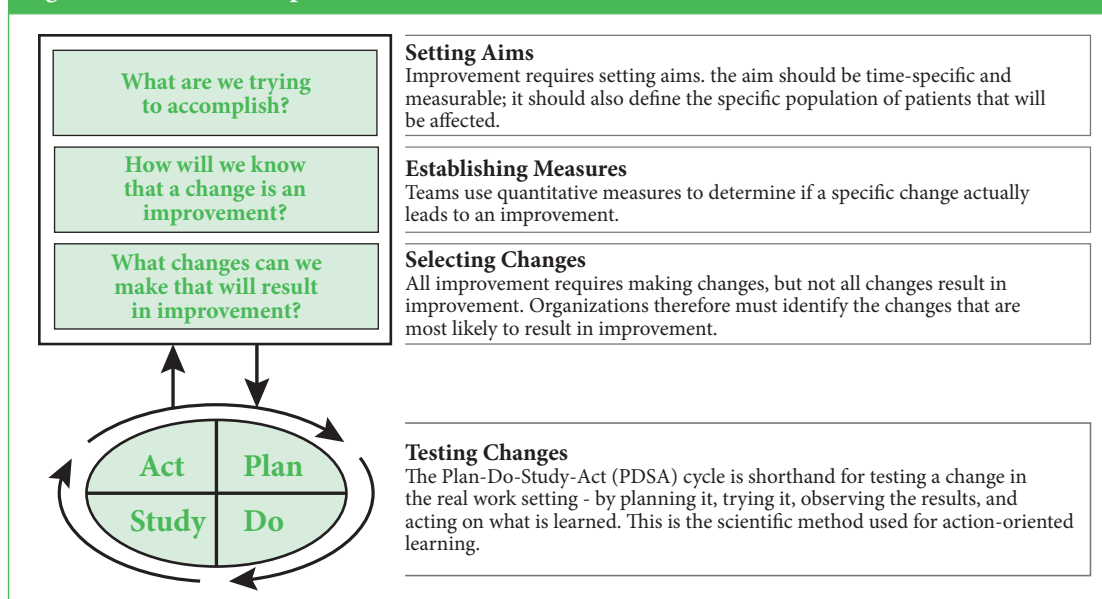 What are we trying
to accomplish?
Setting Aims
Improvement requires setting aims. the aim should be time-specific and
measurable; it should also define the specific population of patients that will
be affected.
How will we know
that a change is an
improvement?
Establishing Measures
Teams use quantitative measures to determine if a specific change actually
leads to an improvement.
What changes can we
make that will result
in improvement?
Selecting Changes
All improvement requires making changes, but not all changes result in
improvement. Organizations therefore must identify the changes that are
most likely to result in improvement.
Act
Plan
Study
Do
Testing Changes
The Plan-Do-Study-Act (PDSA) cycle is shorthand for testing a change in
the real work setting - by planning it, trying it, observing the results, and
acting on what is learned. This is the scientific method used for action-oriented
learning.